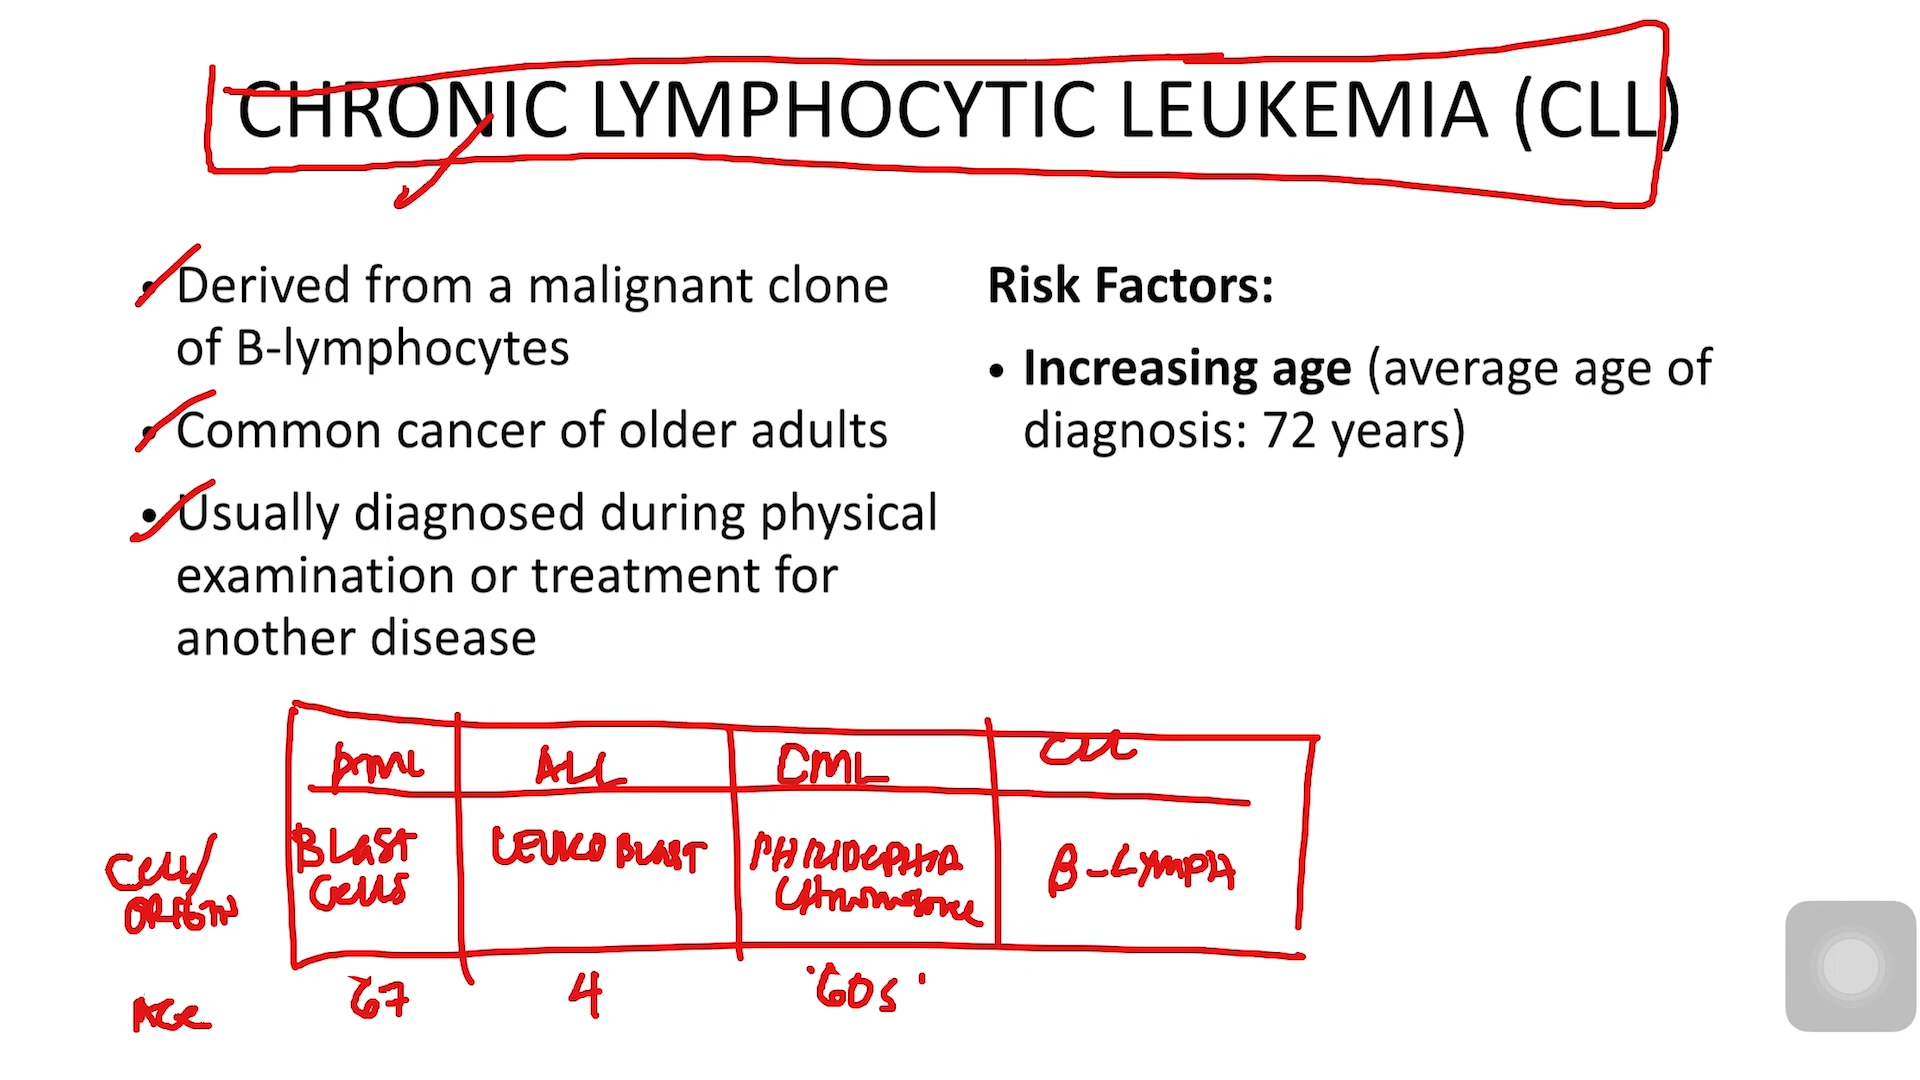 CHRONIC LYMPHOCYTIC LEUKEMIA (CLL)
• Derived from a malignant clone
of B-lymphocytes
• Common cancer of older adults
• Usually diagnosed during physical
examination or treatment for
another disease
Risk Factors:
• Increasing age (average age of
diagnosis: 72 years)
AML ALL CML CLL
Cell/
ORIGIN
BLAST
Cells
LEUKOBLAST
Chromosome
B-LYMPH
AGE 67 4 '60s'